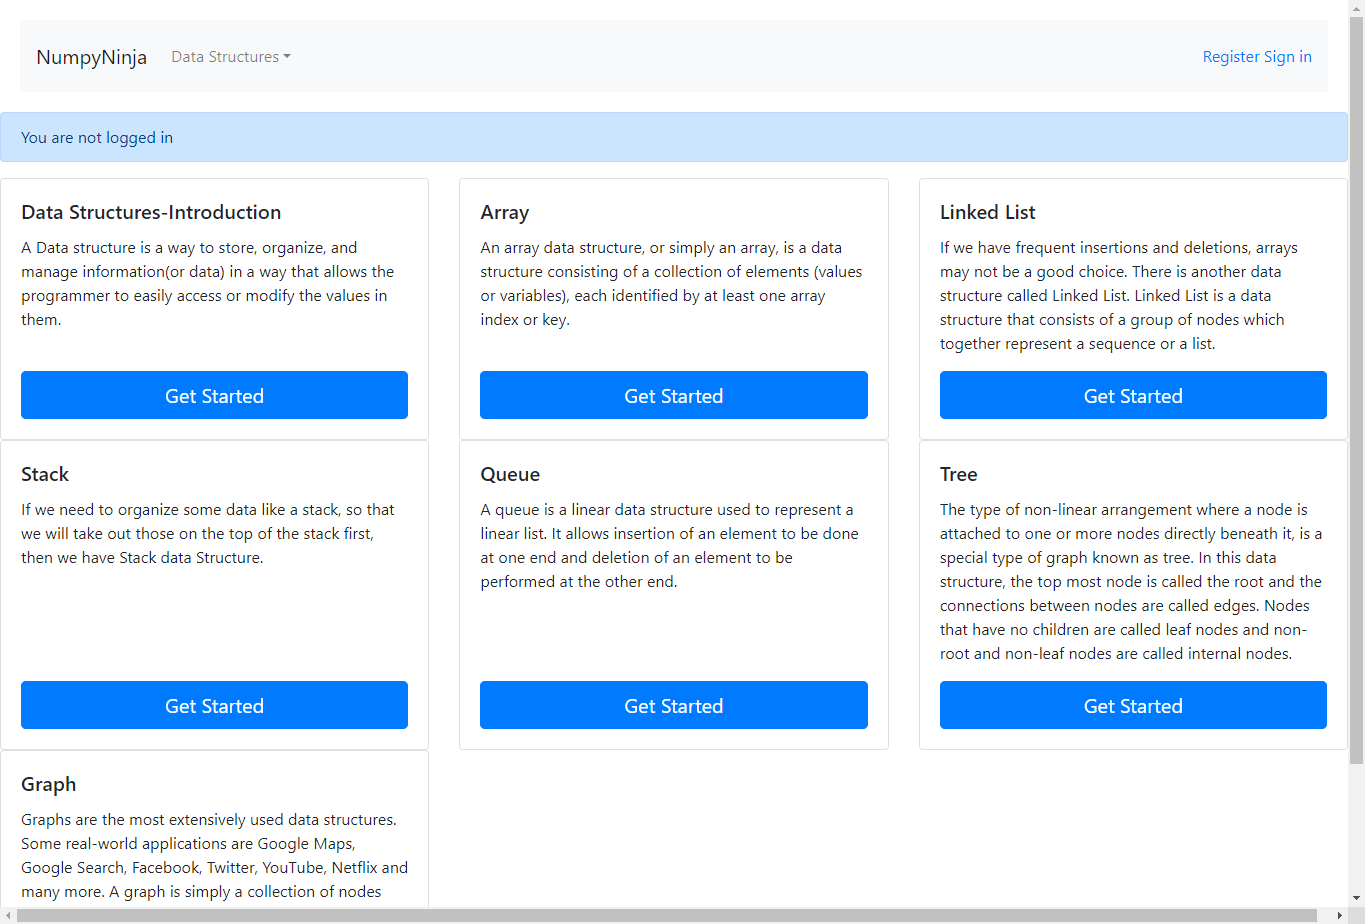 NumpyNinja
Data Structures
Register Sign in
You are not logged in
Data Structures-Introduction
A Data structure is a way to store, organize, and
manage information(or data) in a way that allows the
programmer to easily access or modify the values in
them.
Get Started
Array
An array data structure, or simply an array, is a data
structure consisting of a collection of elements (values
or variables), each identified by at least one array
index or key.
Get Started
Linked List
If we have frequent insertions and deletions, arrays
may not be a good choice. There is another data
structure called Linked List. Linked List is a data
structure that consists of a group of nodes which
together represent a sequence or a list.
Get Started
Stack
If we need to organize some data like a stack, so that
we will take out those on the top of the stack first,
then we have Stack data Structure.
Get Started
Queue
A queue is a linear data structure used to represent a
linear list. It allows insertion of an element to be done
at one end and deletion of an element to be
performed at the other end.
Get Started
Tree
The type of non-linear arrangement where a node is
attached to one or more nodes directly beneath it, is a
special type of graph known as tree. In this data
structure, the top most node is called the root and the
connections between nodes are called edges. Nodes
that have no children are called leaf nodes and non-
root and non-leaf nodes are called internal nodes.
Get Started
Graph
Graphs are the most extensively used data structures.
Some real-world applications are Google Maps,
Google Search, Facebook, Twitter, YouTube, Netflix and
many more. A graph is simply a collection of nodes